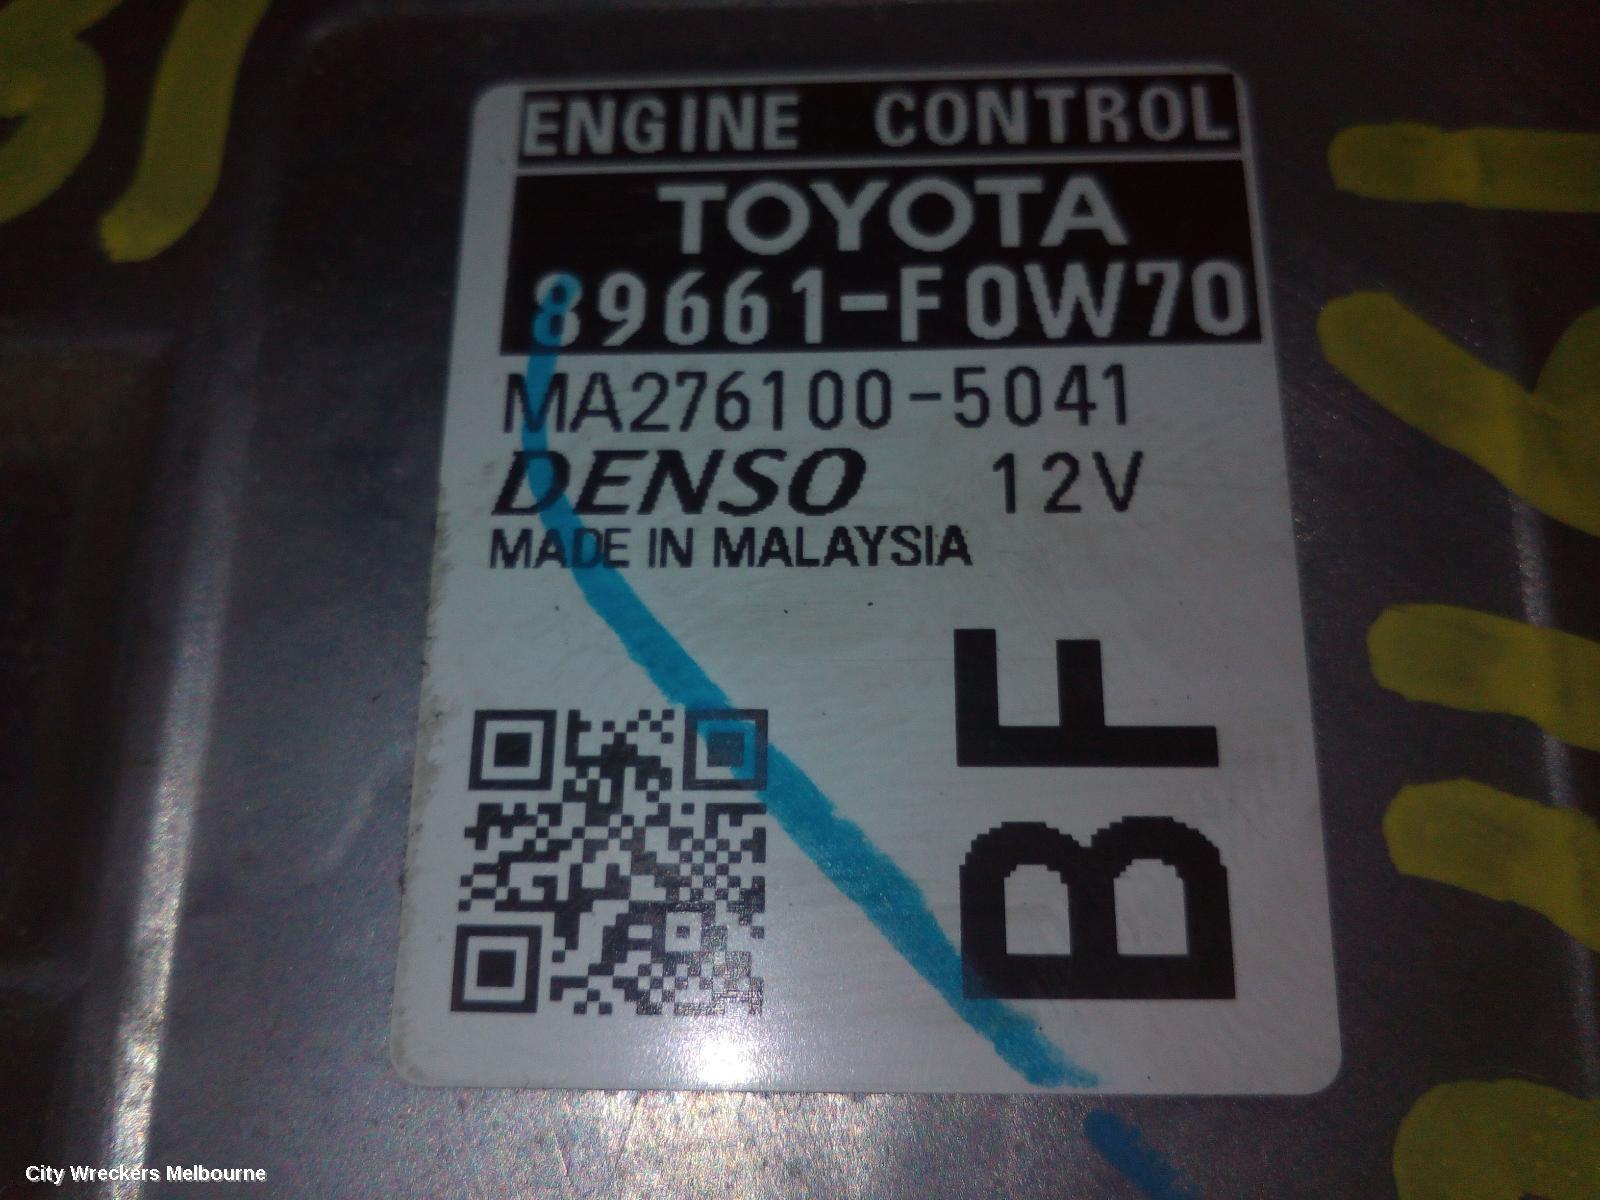 ENGINE CONTROL
TOYOTA
89661-F0W70
MA276100-5041
DENSO 12V
MADE IN MALAYSIA
BF
City Wreckers Melbourne